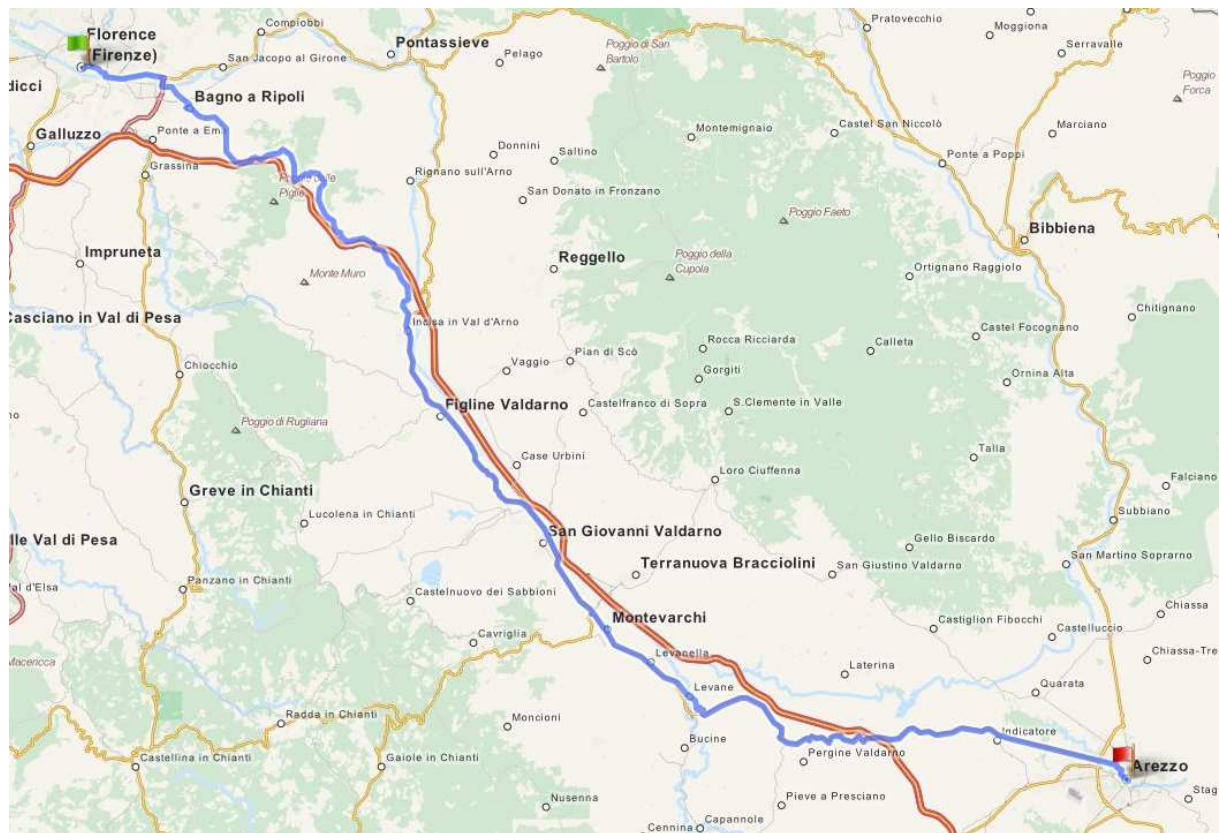 Florence
(Firenze)
Compiobbi
Pontassieve
San Jacopo al Girone
Pelago
Poggio di San
Bartolo
Pratovecchio
Moggiona
Serravalle
Poggio
Forca
dicci
Bagno a Ripoli
Galluzzo
Ponte a Em
Grassina
Montemignaio
Castel San Niccolò
Marciano
Donnini
Saltino
Ponte a Poppi
Rignano sull'Arno
San Donato in Fronzano
Poggio Faeto
Bibbiena
Impruneta
Monte Muro
Reggello
Poggio della
Cupola
Ortignano Raggiolo
Chitignano
Casciano in Val di Pesa
Incisa in Val d'Arno
Castel Focognano
Rocca Ricciarda
Calleta
Chiocchio
Vaggio
Pian di Scò
Gorgiti
Ornina Alta
Figline Valdarno
Castelfranco di Sopra
S.Clemente in Valle
Poggio di Rugliana
Case Urbini
Talla
Loro Ciuffenna
Falciano
Greve in Chianti
Lucolena in Chianti
Subbiano
lle Val di Pesa
San Giovanni Valdarno
Gello Biscardo
Terranuova Bracciolini
San Giustino Valdarno
San Martino Soprarno
al d'Elsa
Panzano in Chianti
Castelnuovo dei Sabbioni
Chiassa
Montevarchi
Castiglion Fibocchi
Castelluccio
Cavriglia
Macericca
Levanella
Laterina
Chiassa-Tre
Quarata
Levane
Radda in Chianti
Moncioni
Bucine
Indicatore
Pergine Valdarno
Castellina in Chianti
Gaiole in Chianti
Arezzo
Nusenna
Pieve a Presciano
Stag
Cennina
Capannole